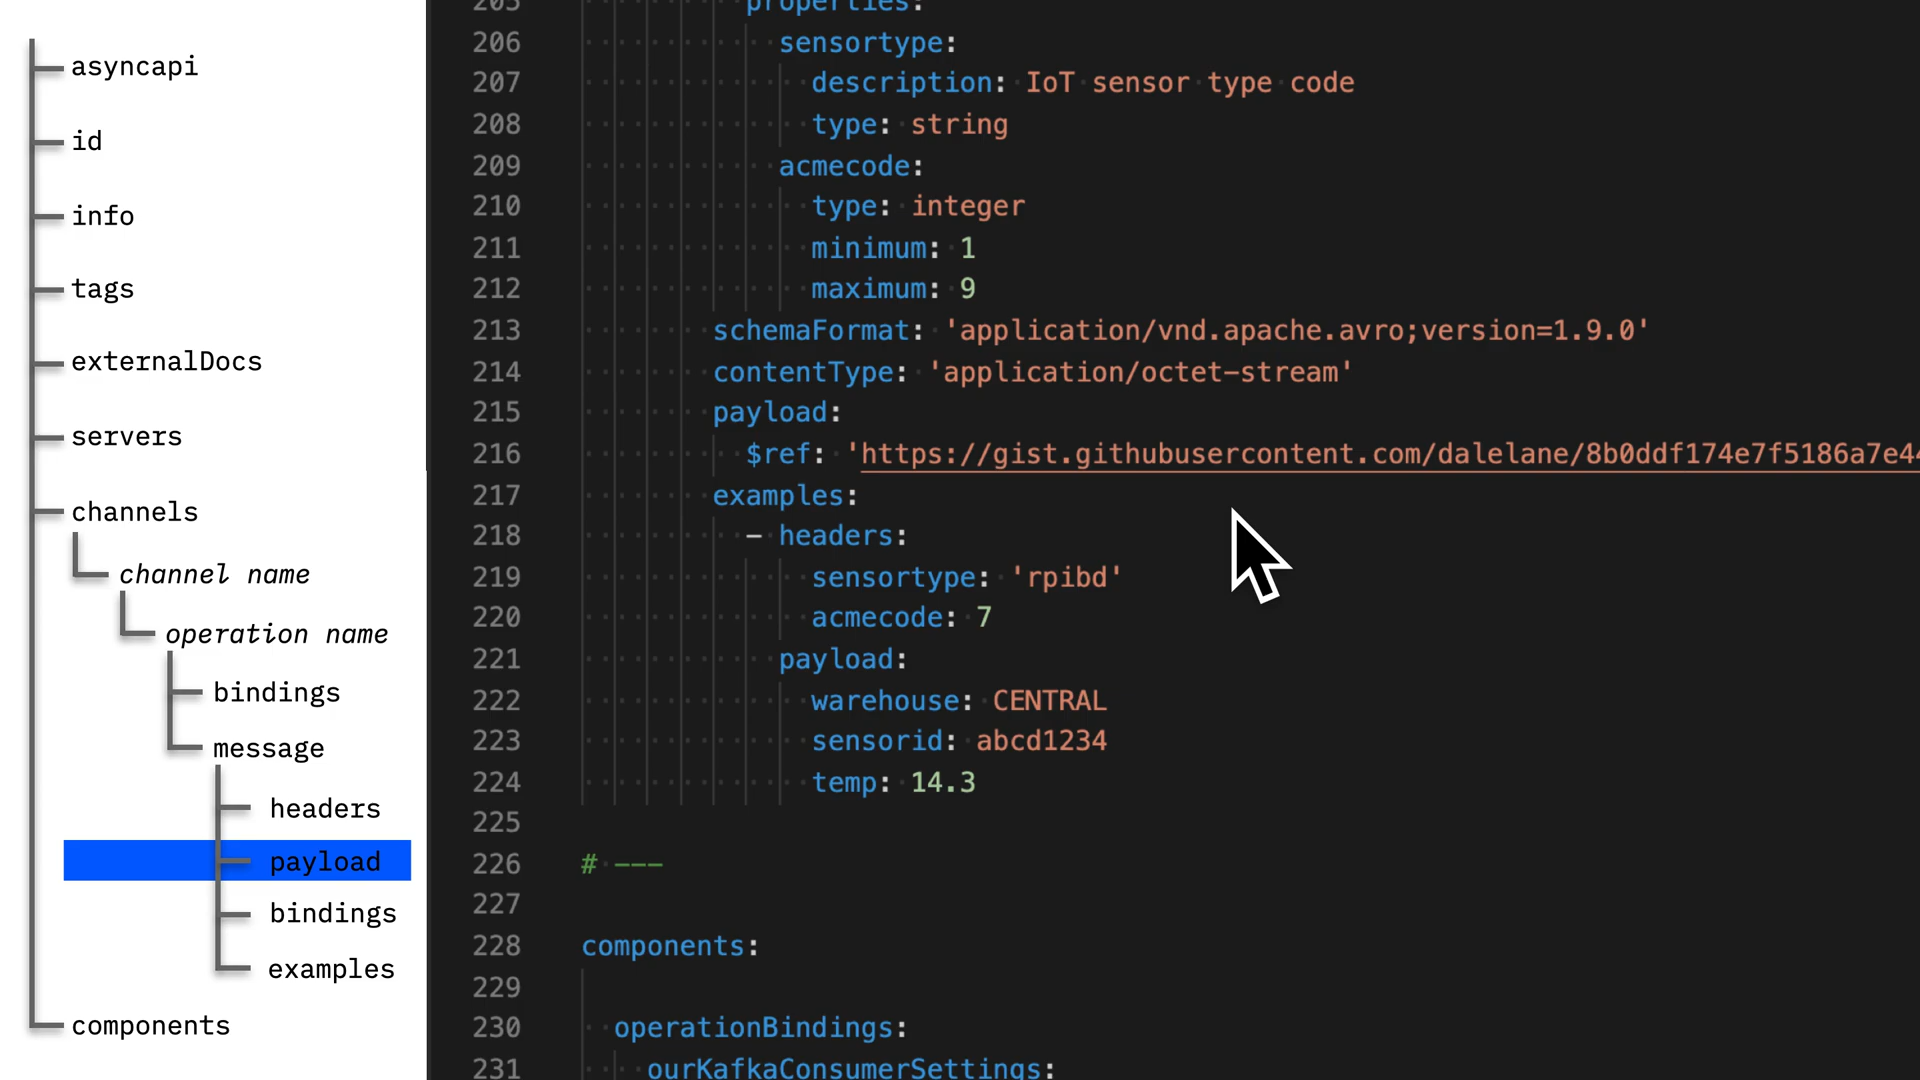 asyncapi
id
info
tags
externalDocs
servers
channels
channel name
operation name
bindings
message
headers
payload
bindings
examples
components
205 properties:
206 sensortype:
207 description: IoT sensor type code
208 type: string
209 acmecode:
210 type: integer
211 minimum: 1
212 maximum: 9
213 schemaFormat: 'application/vnd.apache.avro;version=1.9.0'
214 contentType: 'application/octet-stream'
215 payload:
216 $ref: 'https://gist.githubusercontent.com/dalelane/8b0ddf174e7f5186a7e44
217 examples:
218 - headers:
219 sensortype: 'rpibd'
220 acmecode: 7
221 payload:
222 warehouse: CENTRAL
223 sensorid: abcd1234
224 temp: 14.3
225
226 # ---
227
228 components:
229
230 operationBindings:
231 ourKafkaConsumerSettings: